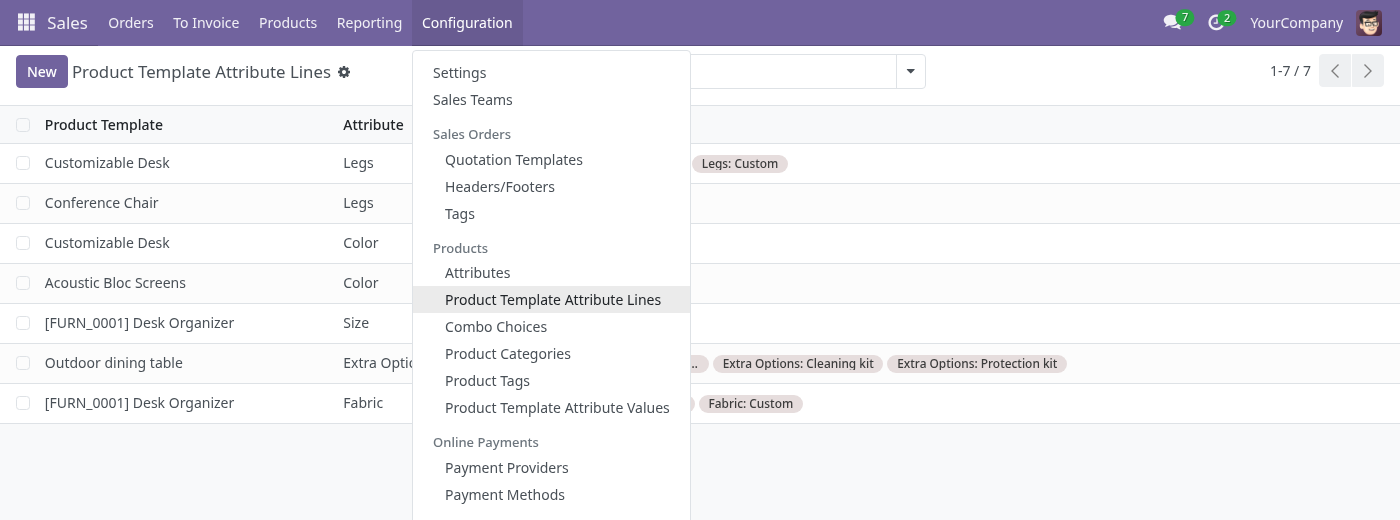 Sales Orders To Invoice Products Reporting Configuration 7 2 YourCompany
New Product Template Attribute Lines 1-7 / 7
Settings
Sales Teams
Sales Orders
Quotation Templates
Headers/Footers
Tags
Products
Attributes
Product Template Attribute Lines
Combo Choices
Product Categories
Product Tags
Product Template Attribute Values
Online Payments
Payment Providers
Payment Methods
Product Template Attribute
Customizable Desk Legs Legs: Custom
Conference Chair Legs
Customizable Desk Color
Acoustic Bloc Screens Color
[FURN_0001] Desk Organizer Size
Outdoor dining table Extra Optic .. Extra Options: Cleaning kit Extra Options: Protection kit
[FURN_0001] Desk Organizer Fabric Fabric: Custom